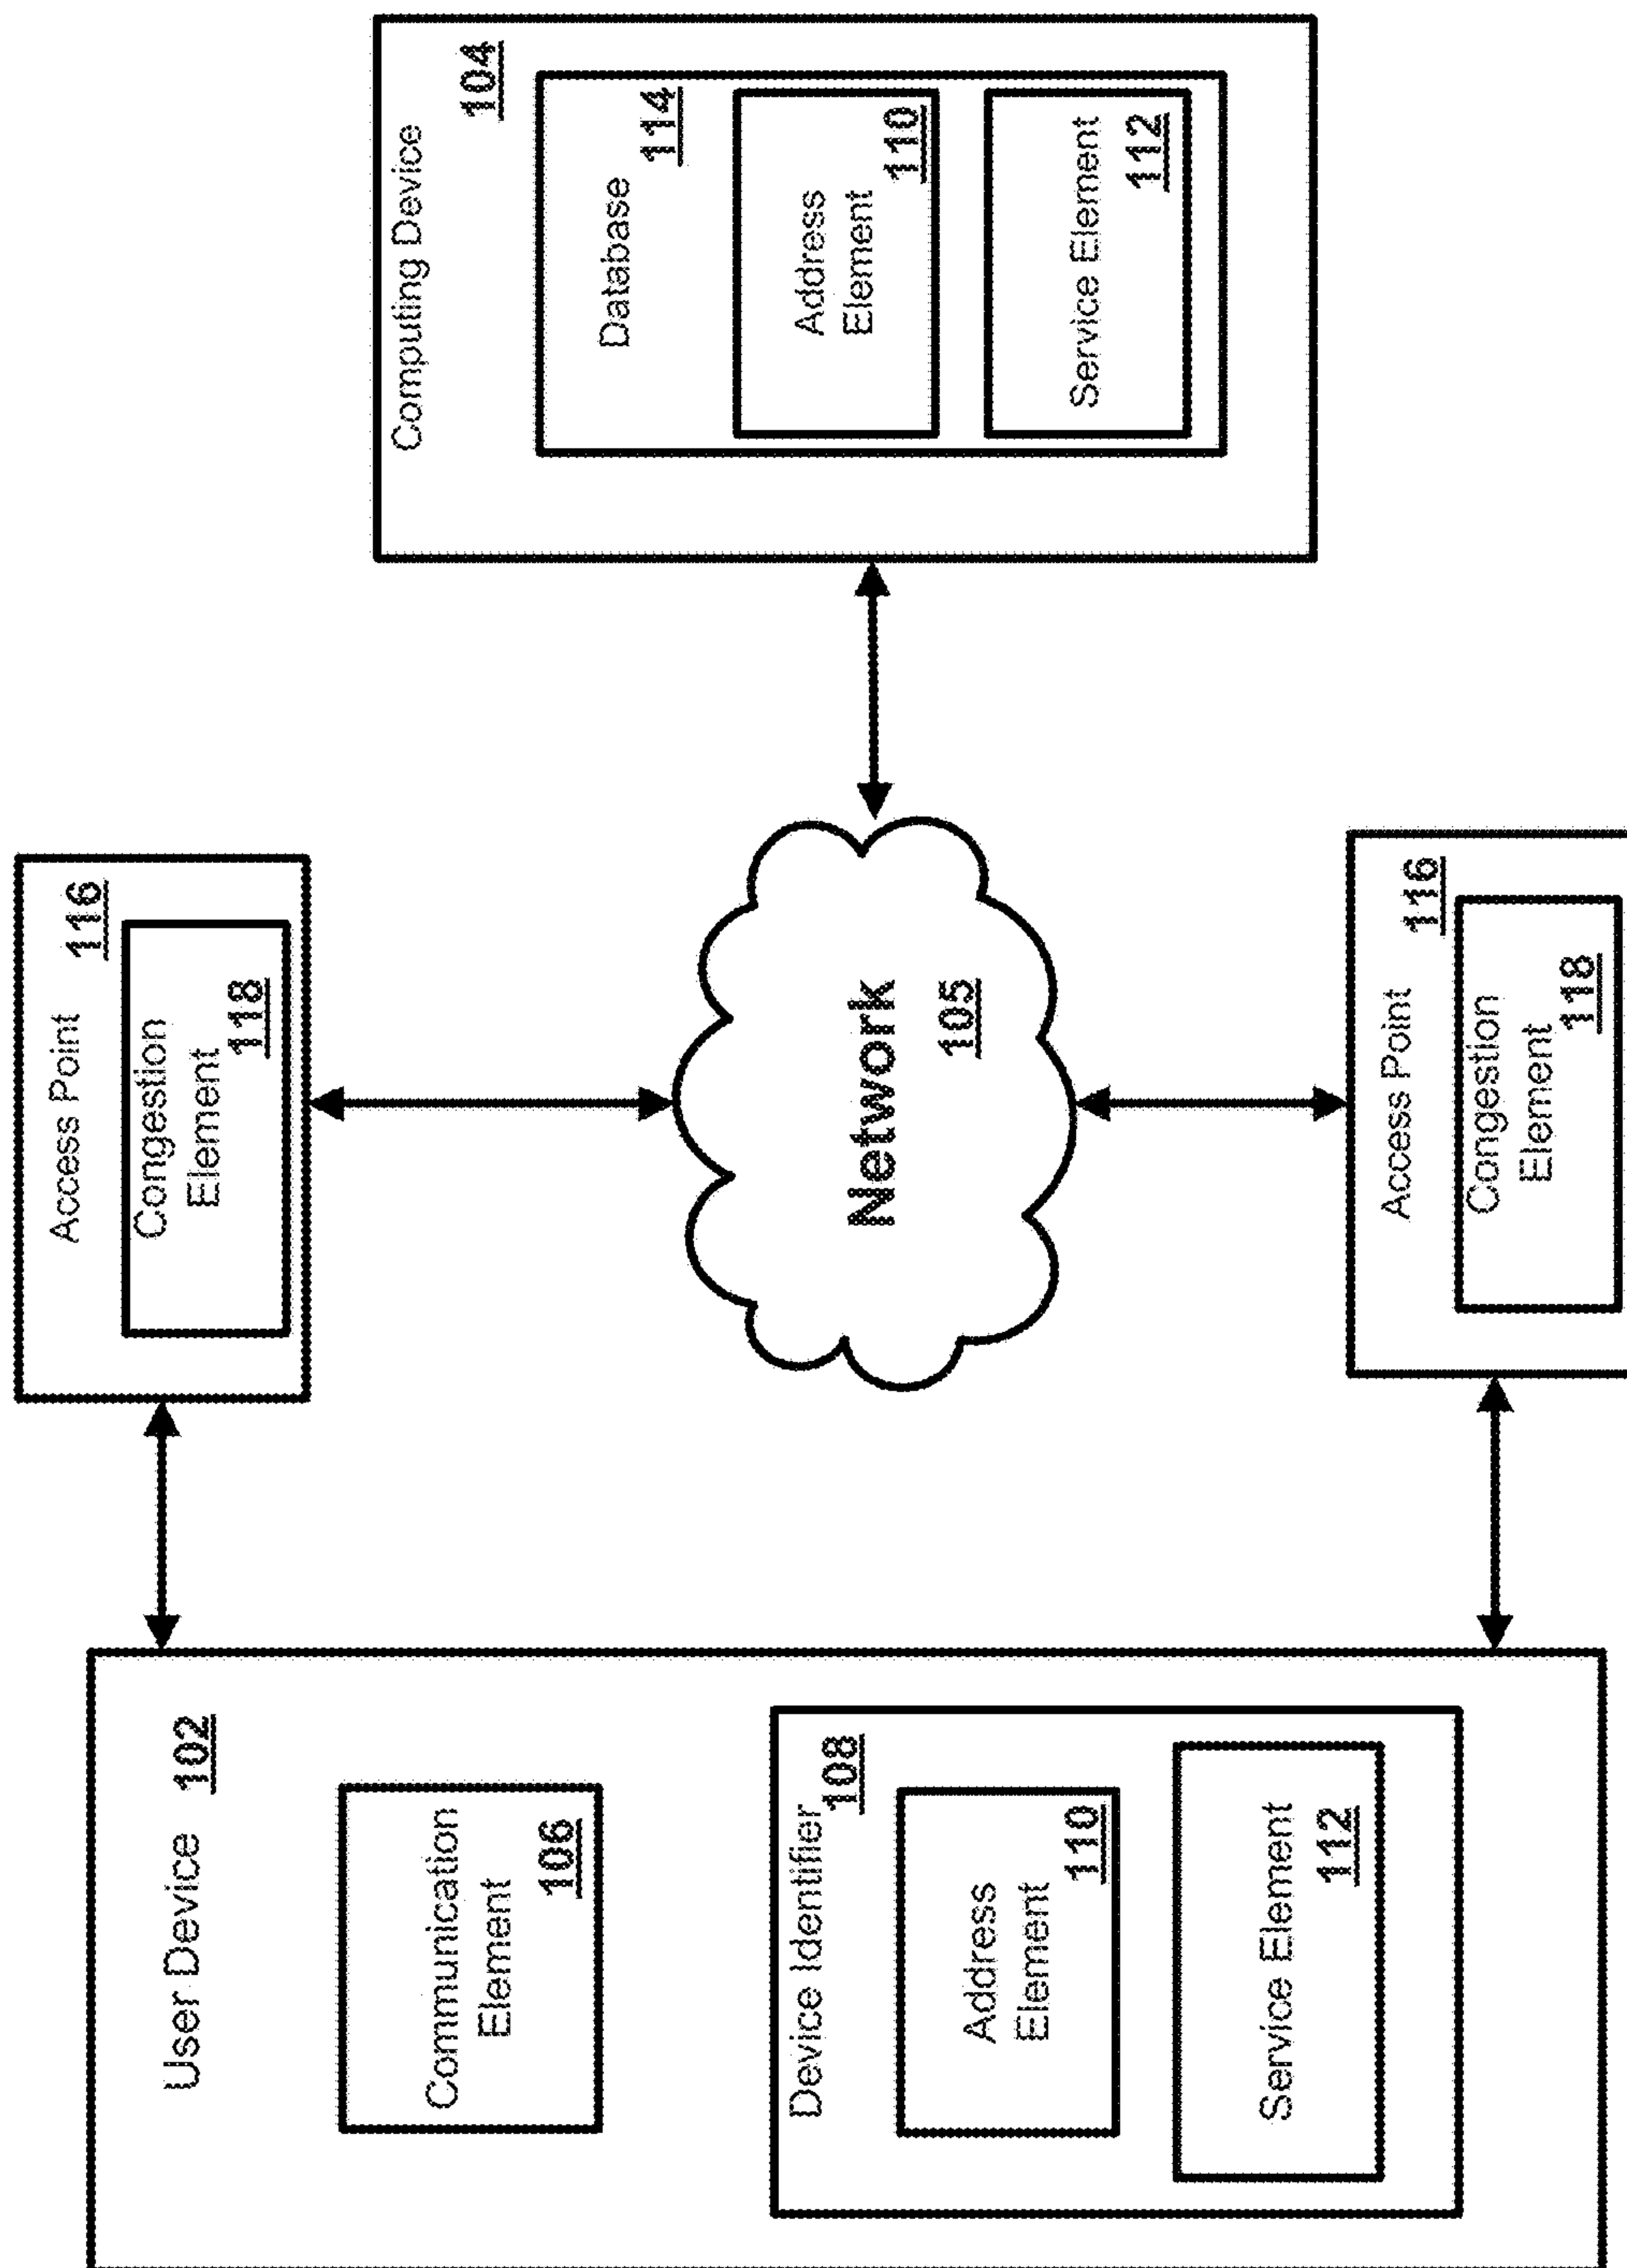 User Device 102
Communication
Element
106
Device Identifier
108
Address
Element
110
Service Element
112
Access Point
116
Congestion
Element
118
Network
105
Access Point
116
Congestion
Element
118
Computing Device
104
Database
114
Address
Element
110
Service Element
112